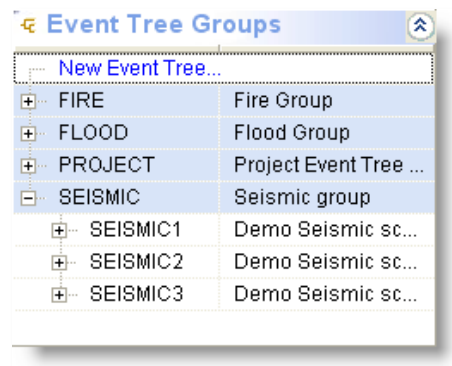 Event Tree Groups
New Event Tree...
FIRE Fire Group
FLOOD Flood Group
PROJECT Project Event Tree ...
SEISMIC Seismic group
SEISMIC1 Demo Seismic sc...
SEISMIC2 Demo Seismic sc...
SEISMIC3 Demo Seismic sc...